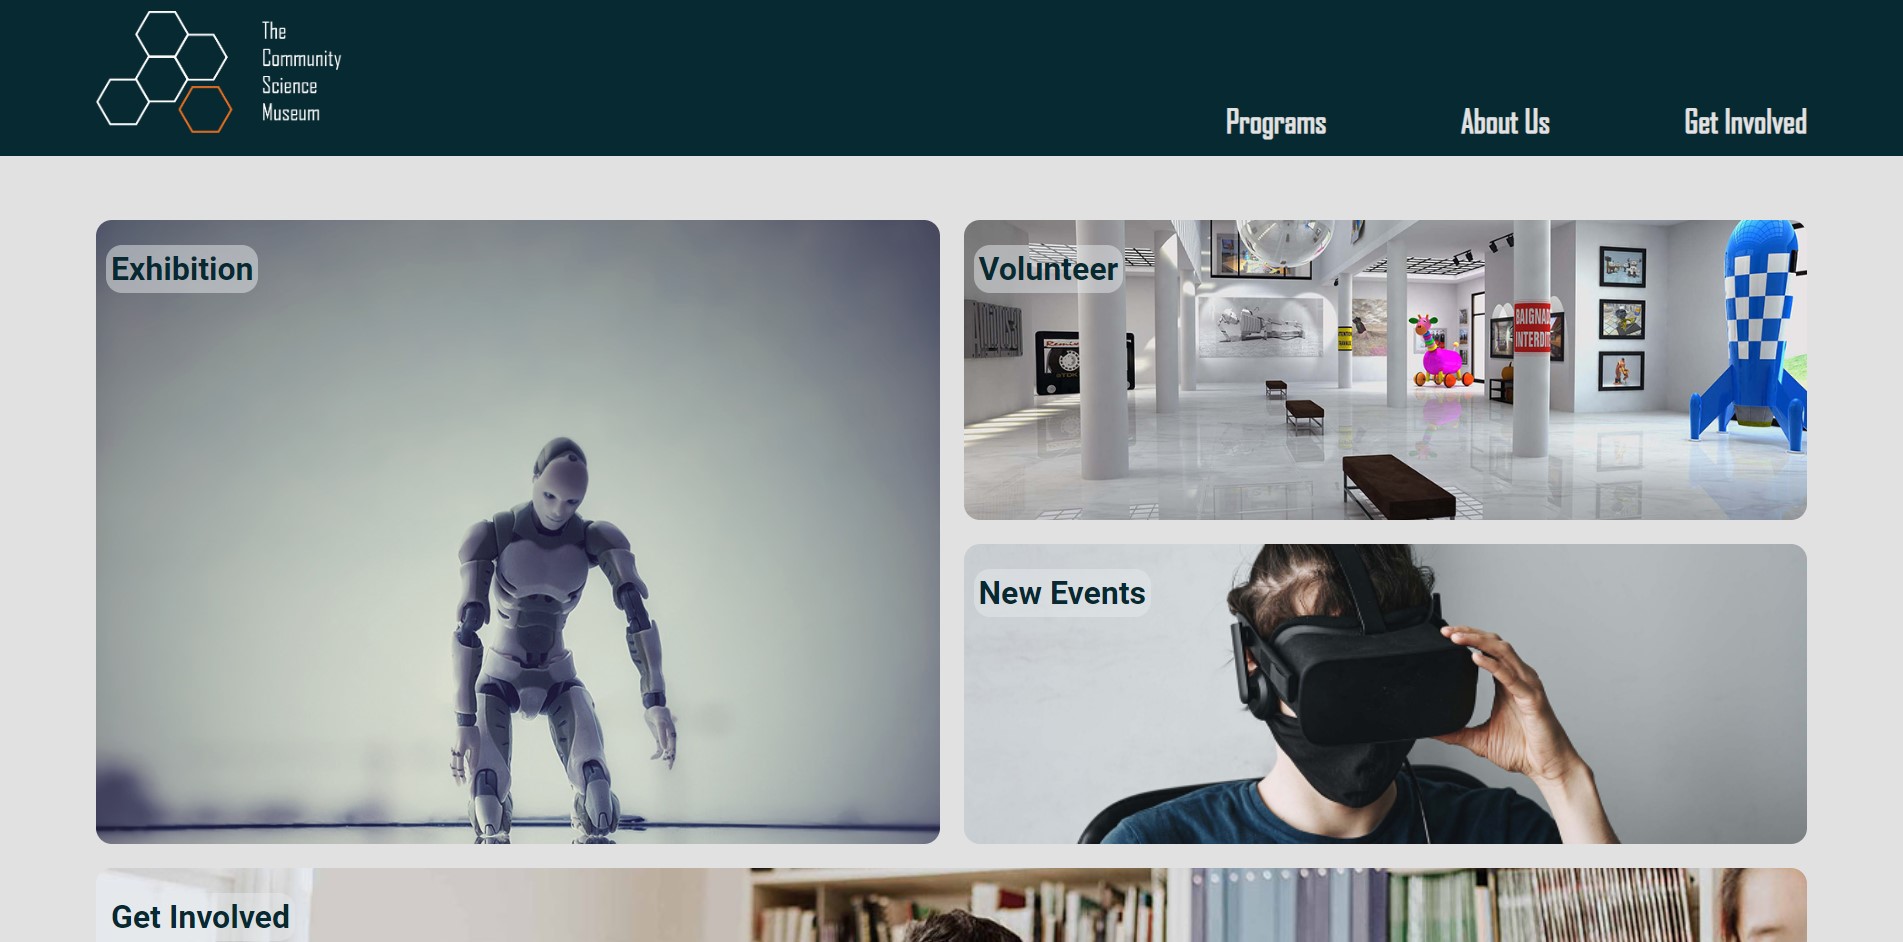 The
Community
Science
Museum
Programs
About Us
Get Involved
Exhibition
Volunteer
New Events
Get Involved